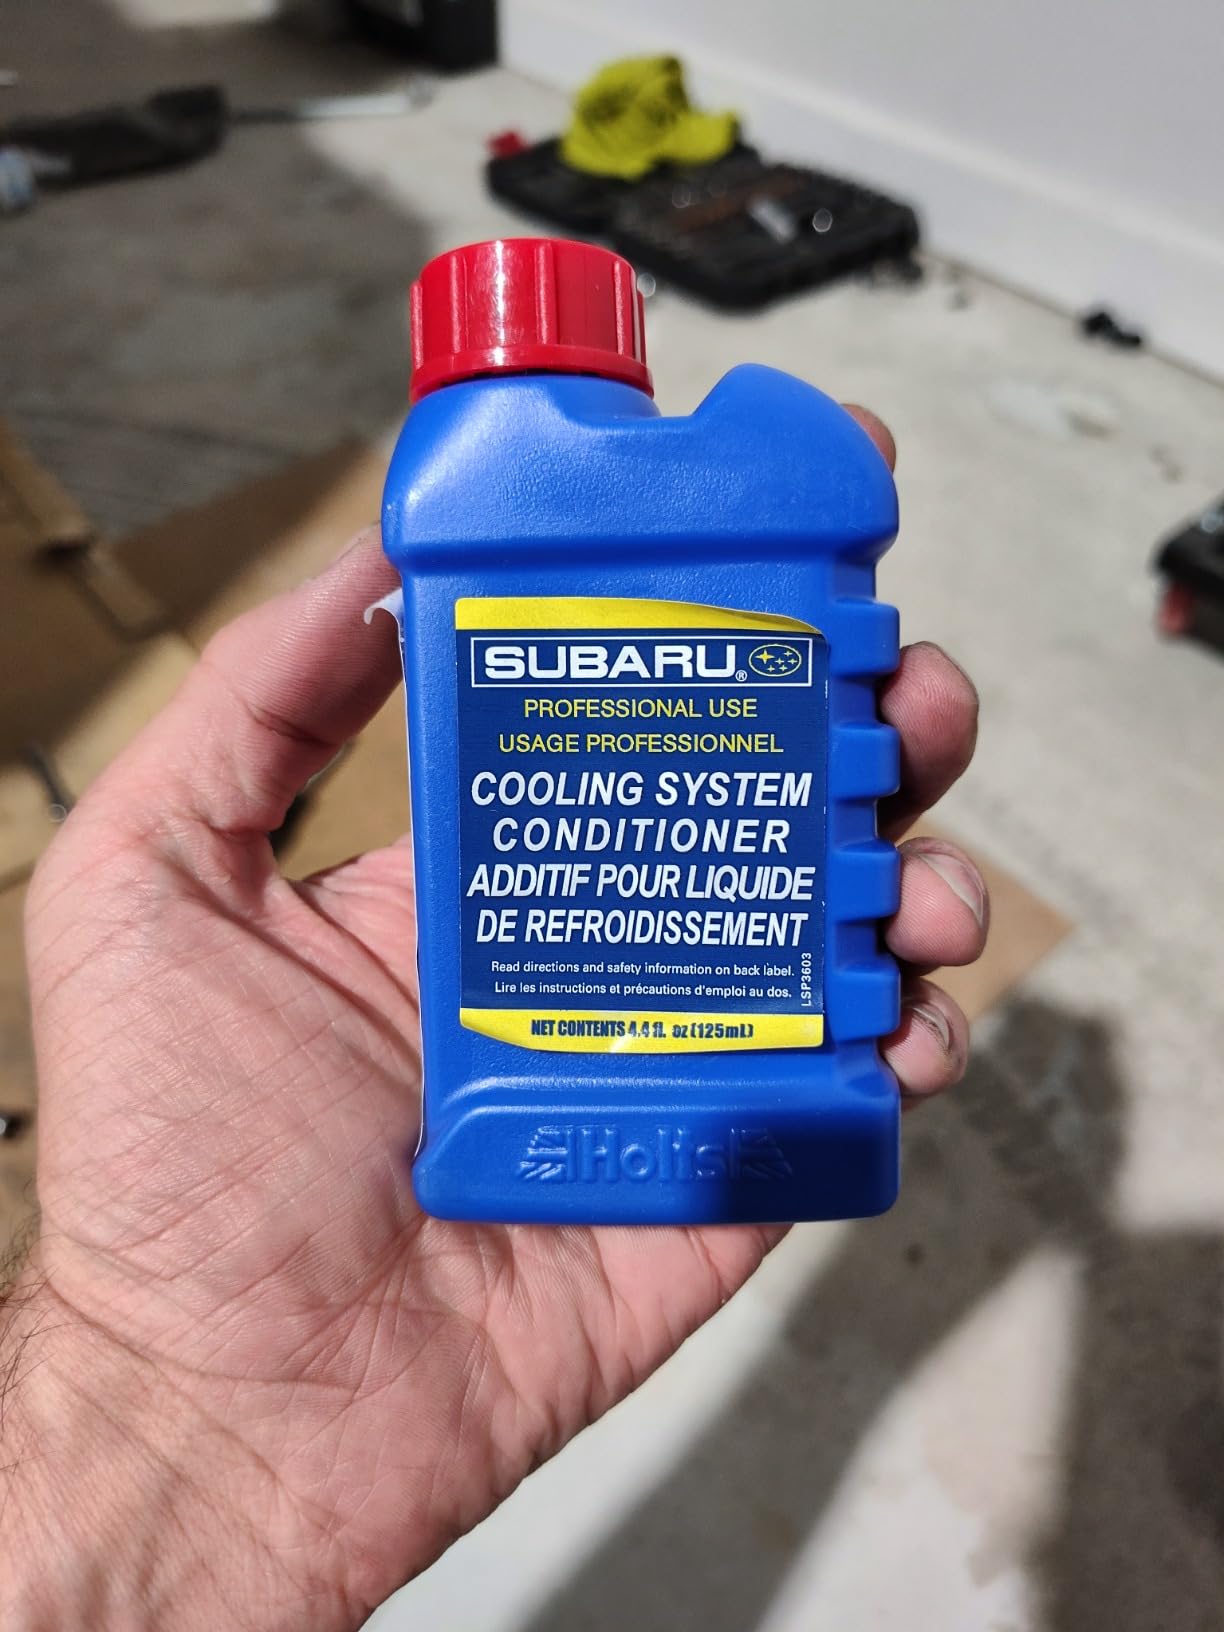 SUBARU®
PROFESSIONAL USE
USAGE PROFESSIONNEL
COOLING SYSTEM
CONDITIONER
ADDITIF POUR LIQUIDE
DE REFROIDISSEMENT
Read directions and safety information on back label.
Lire les instructions et précautions d'emploi au dos.
LSP3603
NET CONTENTS 4.4 fl. oz (125mL)
Holts